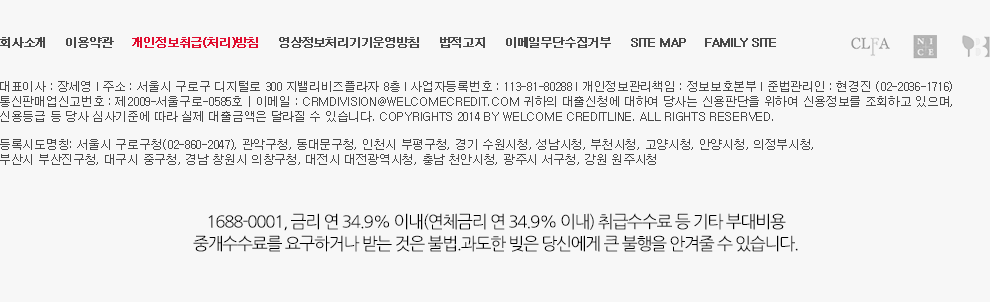 회사소개 이용약관 개인정보취급(처리)방침 영상정보처리기기운영방침 법적고지 이메일무단수집거부 SITE MAP FAMILY SITE CLFA NICE
대표이사 : 장세영 | 주소 : 서울시 구로구 디지털로 300 지밸리비즈플라자 8층 | 사업자등록번호 : 113-81-80288 | 개인정보관리책임 : 정보보호본부 | 준법관리인 : 현경진 (02-2036-1716)
통신판매업신고번호 : 제2009-서울구로-0585호 | 이메일 : CRMDIVISION@WELCOMECREDIT.COM 귀하의 대출신청에 대하여 당사는 신용판단을 위하여 신용정보를 조회하고 있으며,
신용등급 등 당사 심사기준에 따라 실제 대출금액은 달라질 수 있습니다. COPYRIGHTS 2014 BY WELCOME CREDITLINE. ALL RIGHTS RESERVED.
등록시도명칭: 서울시 구로구청(02-860-2047), 관악구청, 동대문구청, 인천시 부평구청, 경기 수원시청, 성남시청, 부천시청, 고양시청, 안양시청, 의정부시청,
부산시 부산진구청, 대구시 중구청, 경남 창원시 의창구청, 대전시 대전광역시청, 충남 천안시청, 광주시 서구청, 강원 원주시청
1688-0001, 금리 연 34.9% 이내(연체금리 연 34.9% 이내) 취급수수료 등 기타 부대비용
중개수수료를 요구하거나 받는 것은 불법.과도한 빚은 당신에게 큰 불행을 안겨줄 수 있습니다.